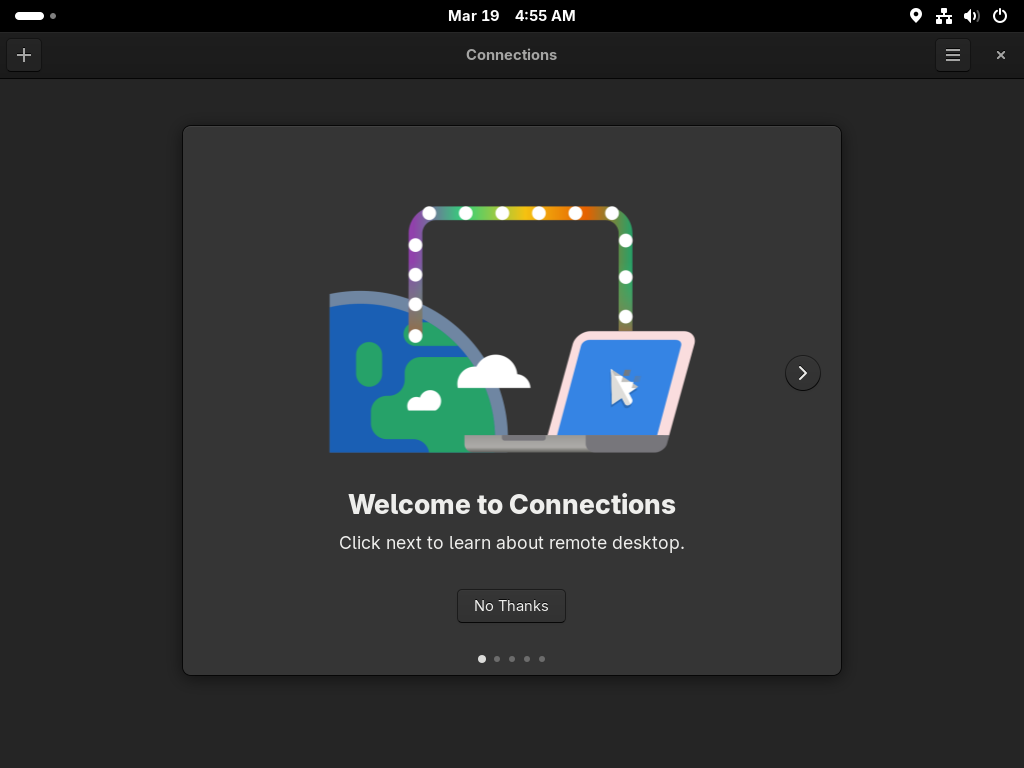 Mar 19 4:55 AM
Connections
Welcome to Connections
Click next to learn about remote desktop.
No Thanks